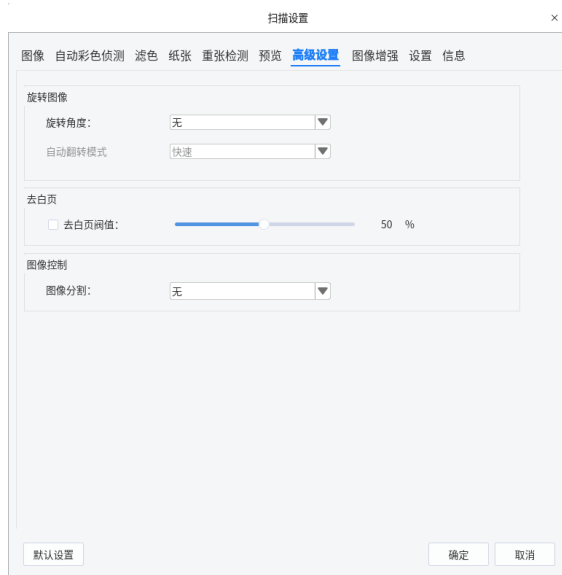 扫描设置 ×
图像 自动彩色侦测 滤色 纸张 重张检测 预览 高级设置 图像增强 设置 信息
旋转图像
旋转角度： 无
自动翻转模式 快速
去白页
去白页阀值： 50 %
图像控制
图像分割： 无
默认设置 确定 取消